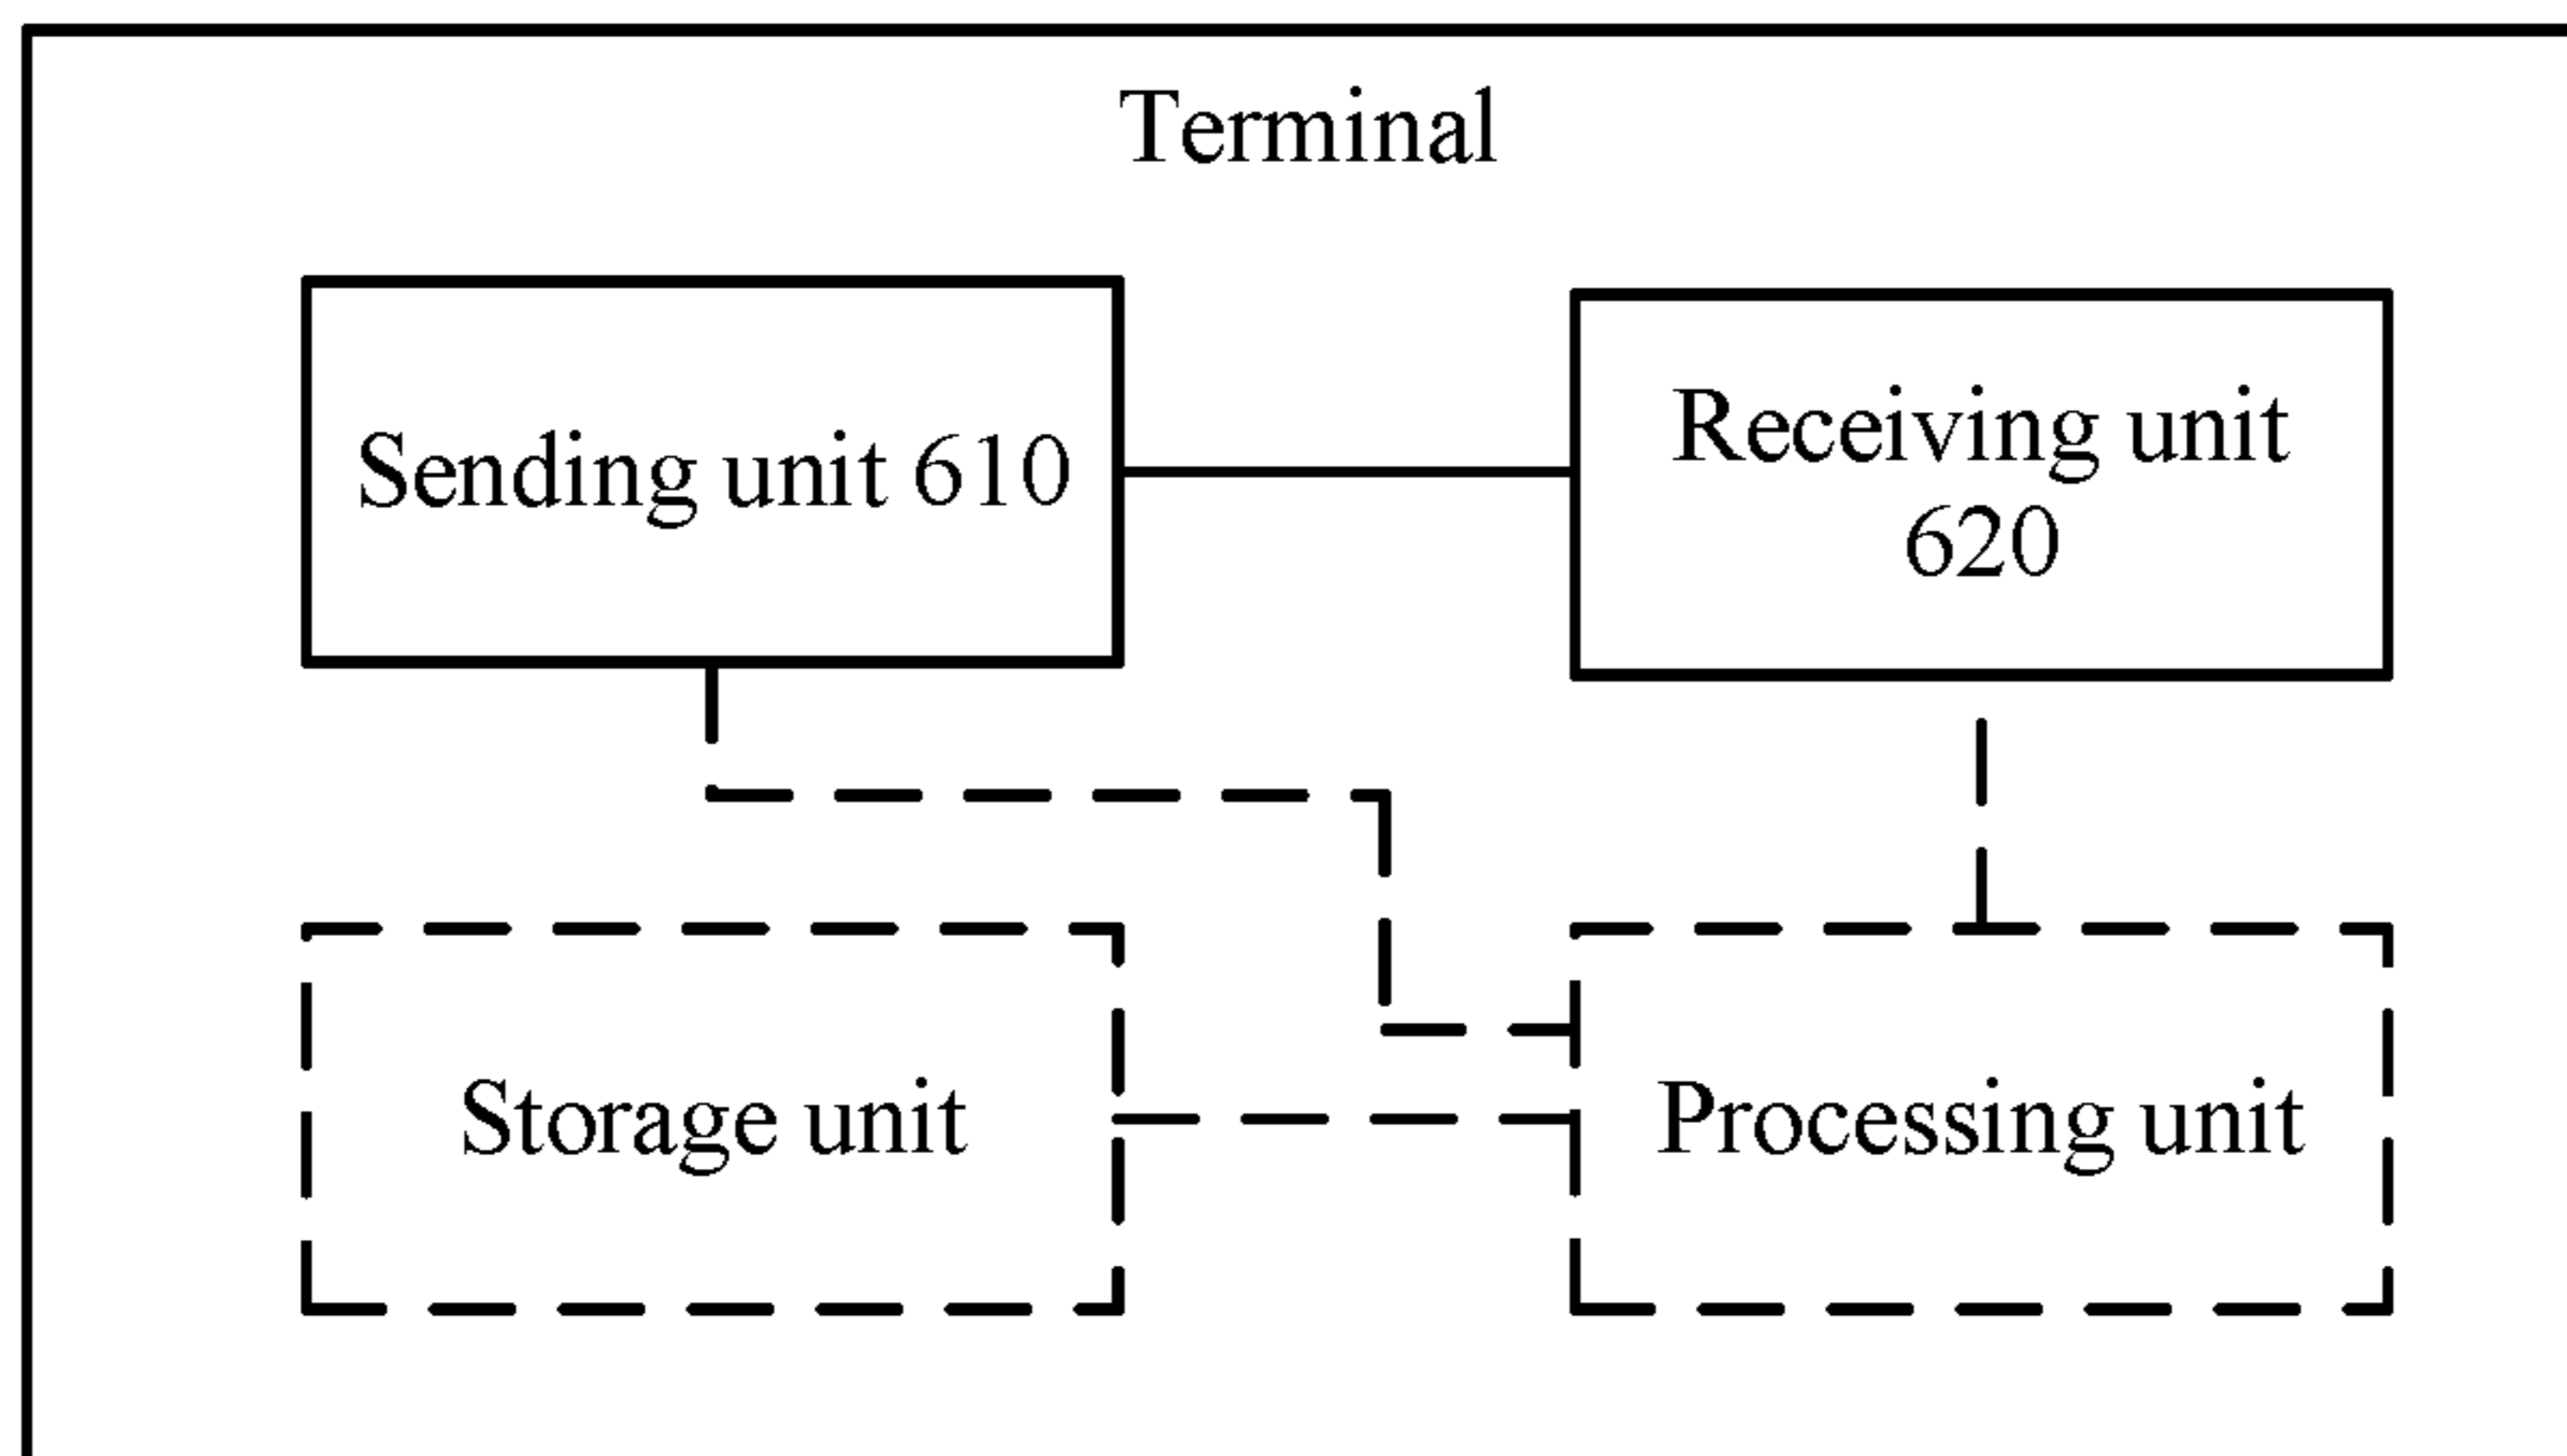 Terminal
Sending unit 610
Receiving unit
620
Storage unit
Processing unit